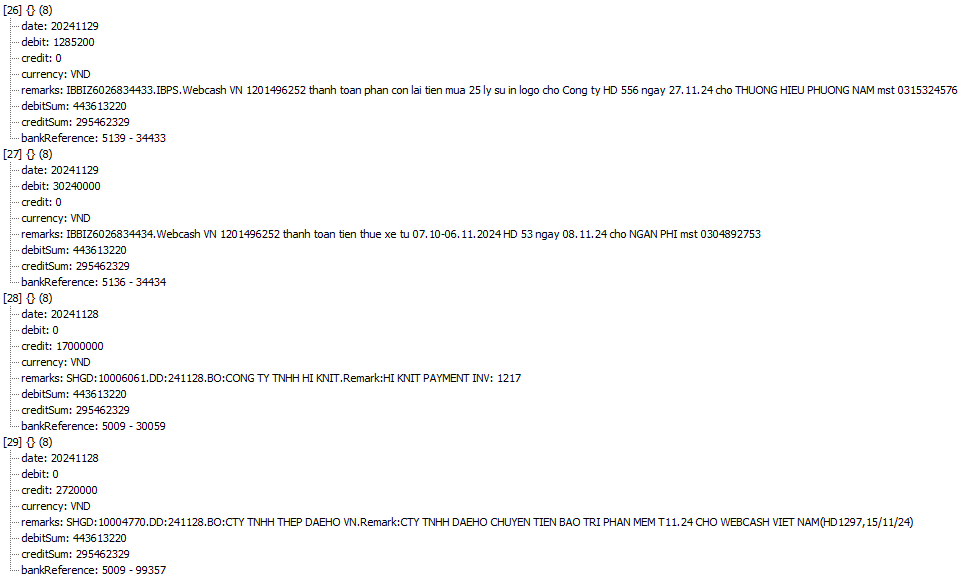 [26] {} (8)
date: 20241129
debit: 1285200
credit: 0
currency: VND
remarks: IBBIZ6026834433.IBPS.Webcash VN 1201496252 thanh toan phan con lai tien mua 25 ly su in logo cho Cong ty HD 556 ngay 27.11.24 cho THUONG HIEU PHUONG NAM mst 0315324576
debitSum: 443613220
creditSum: 295462329
bankReference: 5139 - 34433
[27] {} (8)
date: 20241129
debit: 30240000
credit: 0
currency: VND
remarks: IBBIZ6026834434.Webcash VN 1201496252 thanh toan tien thue xe tu 07.10-06.11.2024 HD 53 ngay 08.11.24 cho NGAN PHI mst 0304892753
debitSum: 443613220
creditSum: 295462329
bankReference: 5136 - 34434
[28] {} (8)
date: 20241128
debit: 0
credit: 17000000
currency: VND
remarks: SHGD:10006061.DD:241128.BO:CONG TY TNHH HI KNIT.Remark:HI KNIT PAYMENT INV: 1217
debitSum: 443613220
creditSum: 295462329
bankReference: 5009 - 30059
[29] {} (8)
date: 20241128
debit: 0
credit: 2720000
currency: VND
remarks: SHGD:10004770.DD:241128.BO:CTY TNHH THEP DAEHO VN.Remark:CTY TNHH DAEHO CHUYEN TIEN BAO TRI PHAN MEM T11.24 CHO WEBCASH VIET NAM(HD1297,15/11/24)
debitSum: 443613220
creditSum: 295462329
bankReference: 5009 - 99357